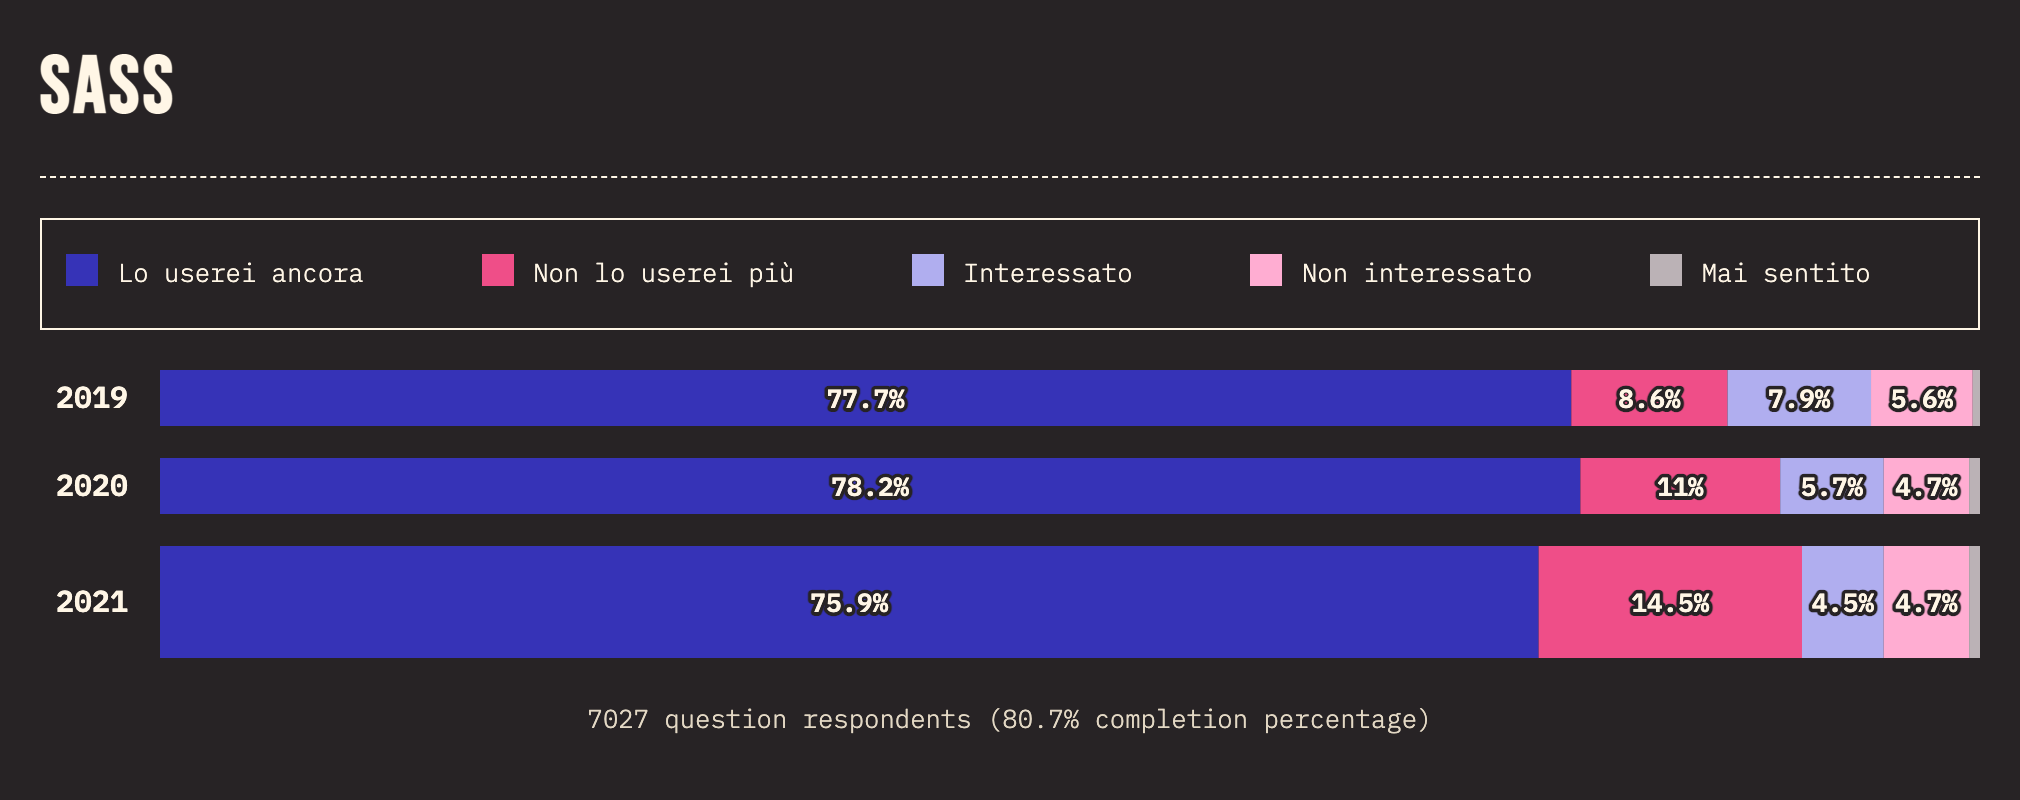 SASS
Lo userei ancora Non lo userei più Interessato Non interessato Mai sentito
2019 77.7% 8.6% 7.9% 5.6%
2020 78.2% 11% 5.7% 4.7%
2021 75.9% 14.5% 4.5% 4.7%
7027 question respondents (80.7% completion percentage)